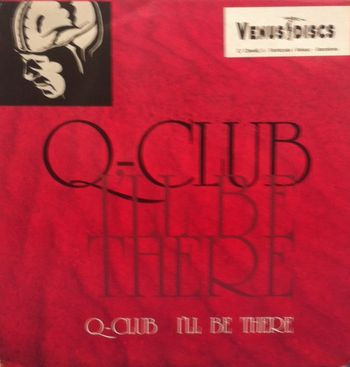 VENUS DISCS
Q-CLUB
I'LL BE
THERE
Q-CLUB I'LL BE THERE